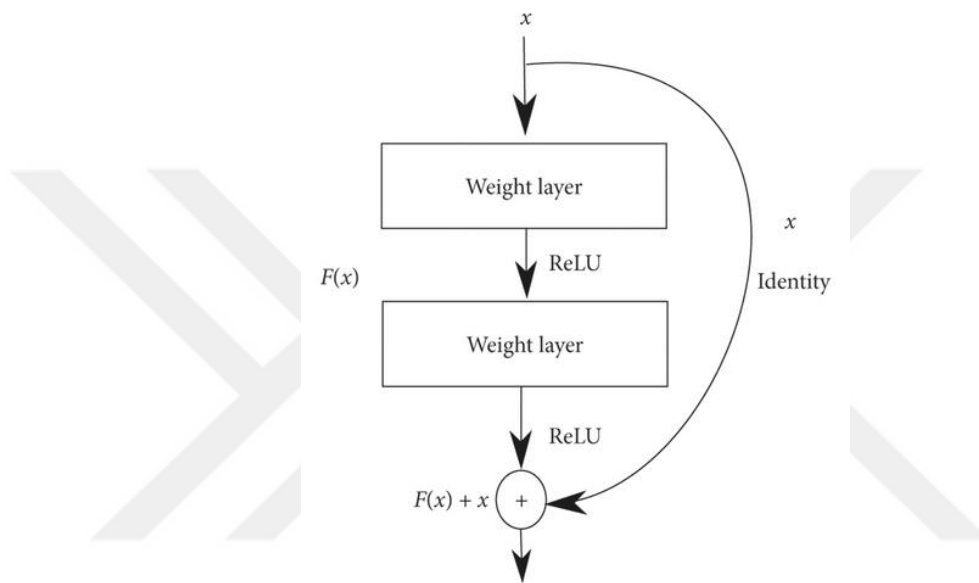 x
Weight layer
ReLU
x
F(x)
Identity
Weight layer
ReLU
F(x) + x
+